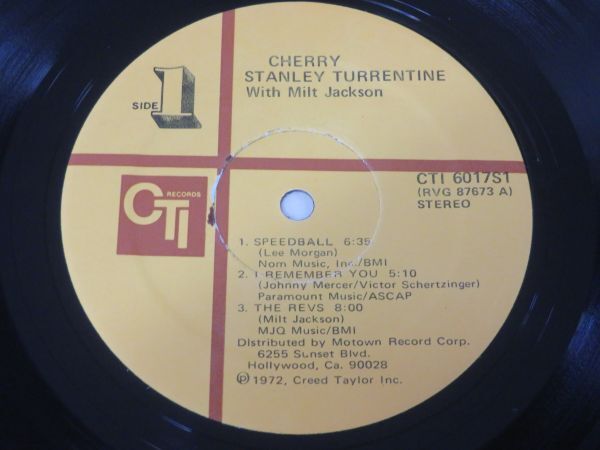 CHERRY
STANLEY TURRENTINE
With Milt Jackson
SIDE 1
CTI RECORDS
CTI 6017S1
(RVG 87673 A)
STEREO
1. SPEEDBALL 6:35
(Lee Morgan)
Nom Music, Inc./BMI
2. I REMEMBER YOU 5:10
(Johnny Mercer/Victor Schertzinger)
Paramount Music/ASCAP
3. THE REVS 8:00
(Milt Jackson)
MJQ Music/BMI
Distributed by Motown Record Corp.
6255 Sunset Blvd.
Hollywood, Ca. 90028
℗ 1972, Creed Taylor Inc.